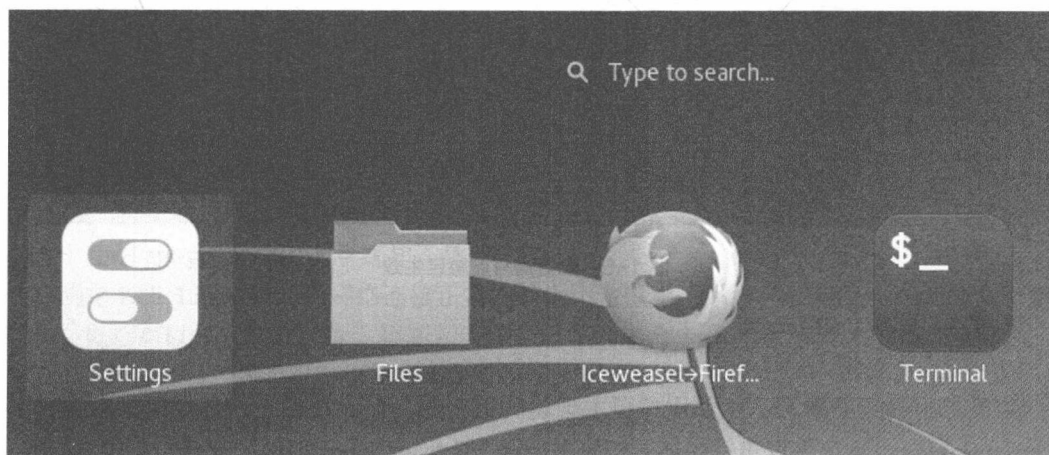 Type to search...
$_
Settings
Files
Iceweasel→Firef...
Terminal